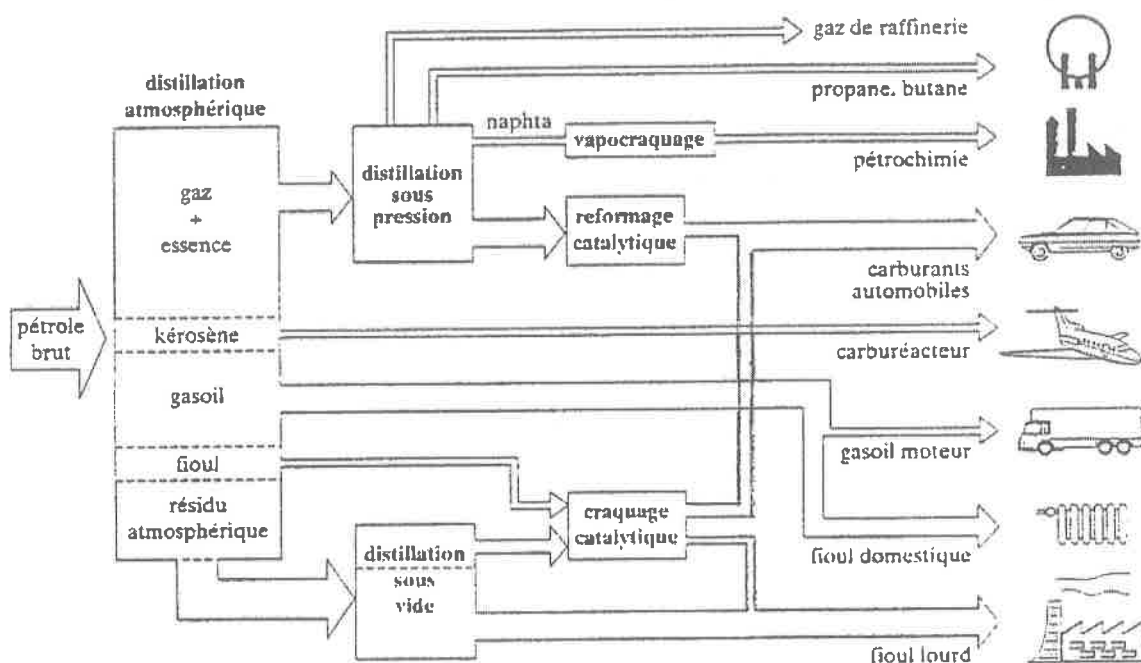 gaz de raffinerie
propane. butane
distillation
atmosphérique
naphta
vapocraquage
pétrochimie
gaz
+
essence
distillation
sous
pression
reformage
catalytique
carburants
automobiles
pétrole
brut
kérosène
carburéacteur
gasoil
gasoil moteur
fioul
résidu
atmosphérique
craquage
catalytique
distillation
sous
vide
fioul domestique
fioul lourd